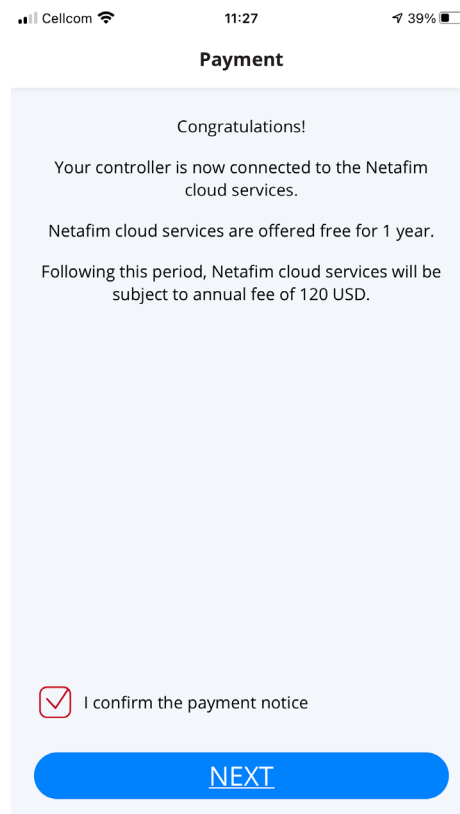 Cellcom 11:27 39%
Payment
Congratulations!
Your controller is now connected to the Netafim
cloud services.
Netafim cloud services are offered free for 1 year.
Following this period, Netafim cloud services will be
subject to annual fee of 120 USD.
I confirm the payment notice
NEXT